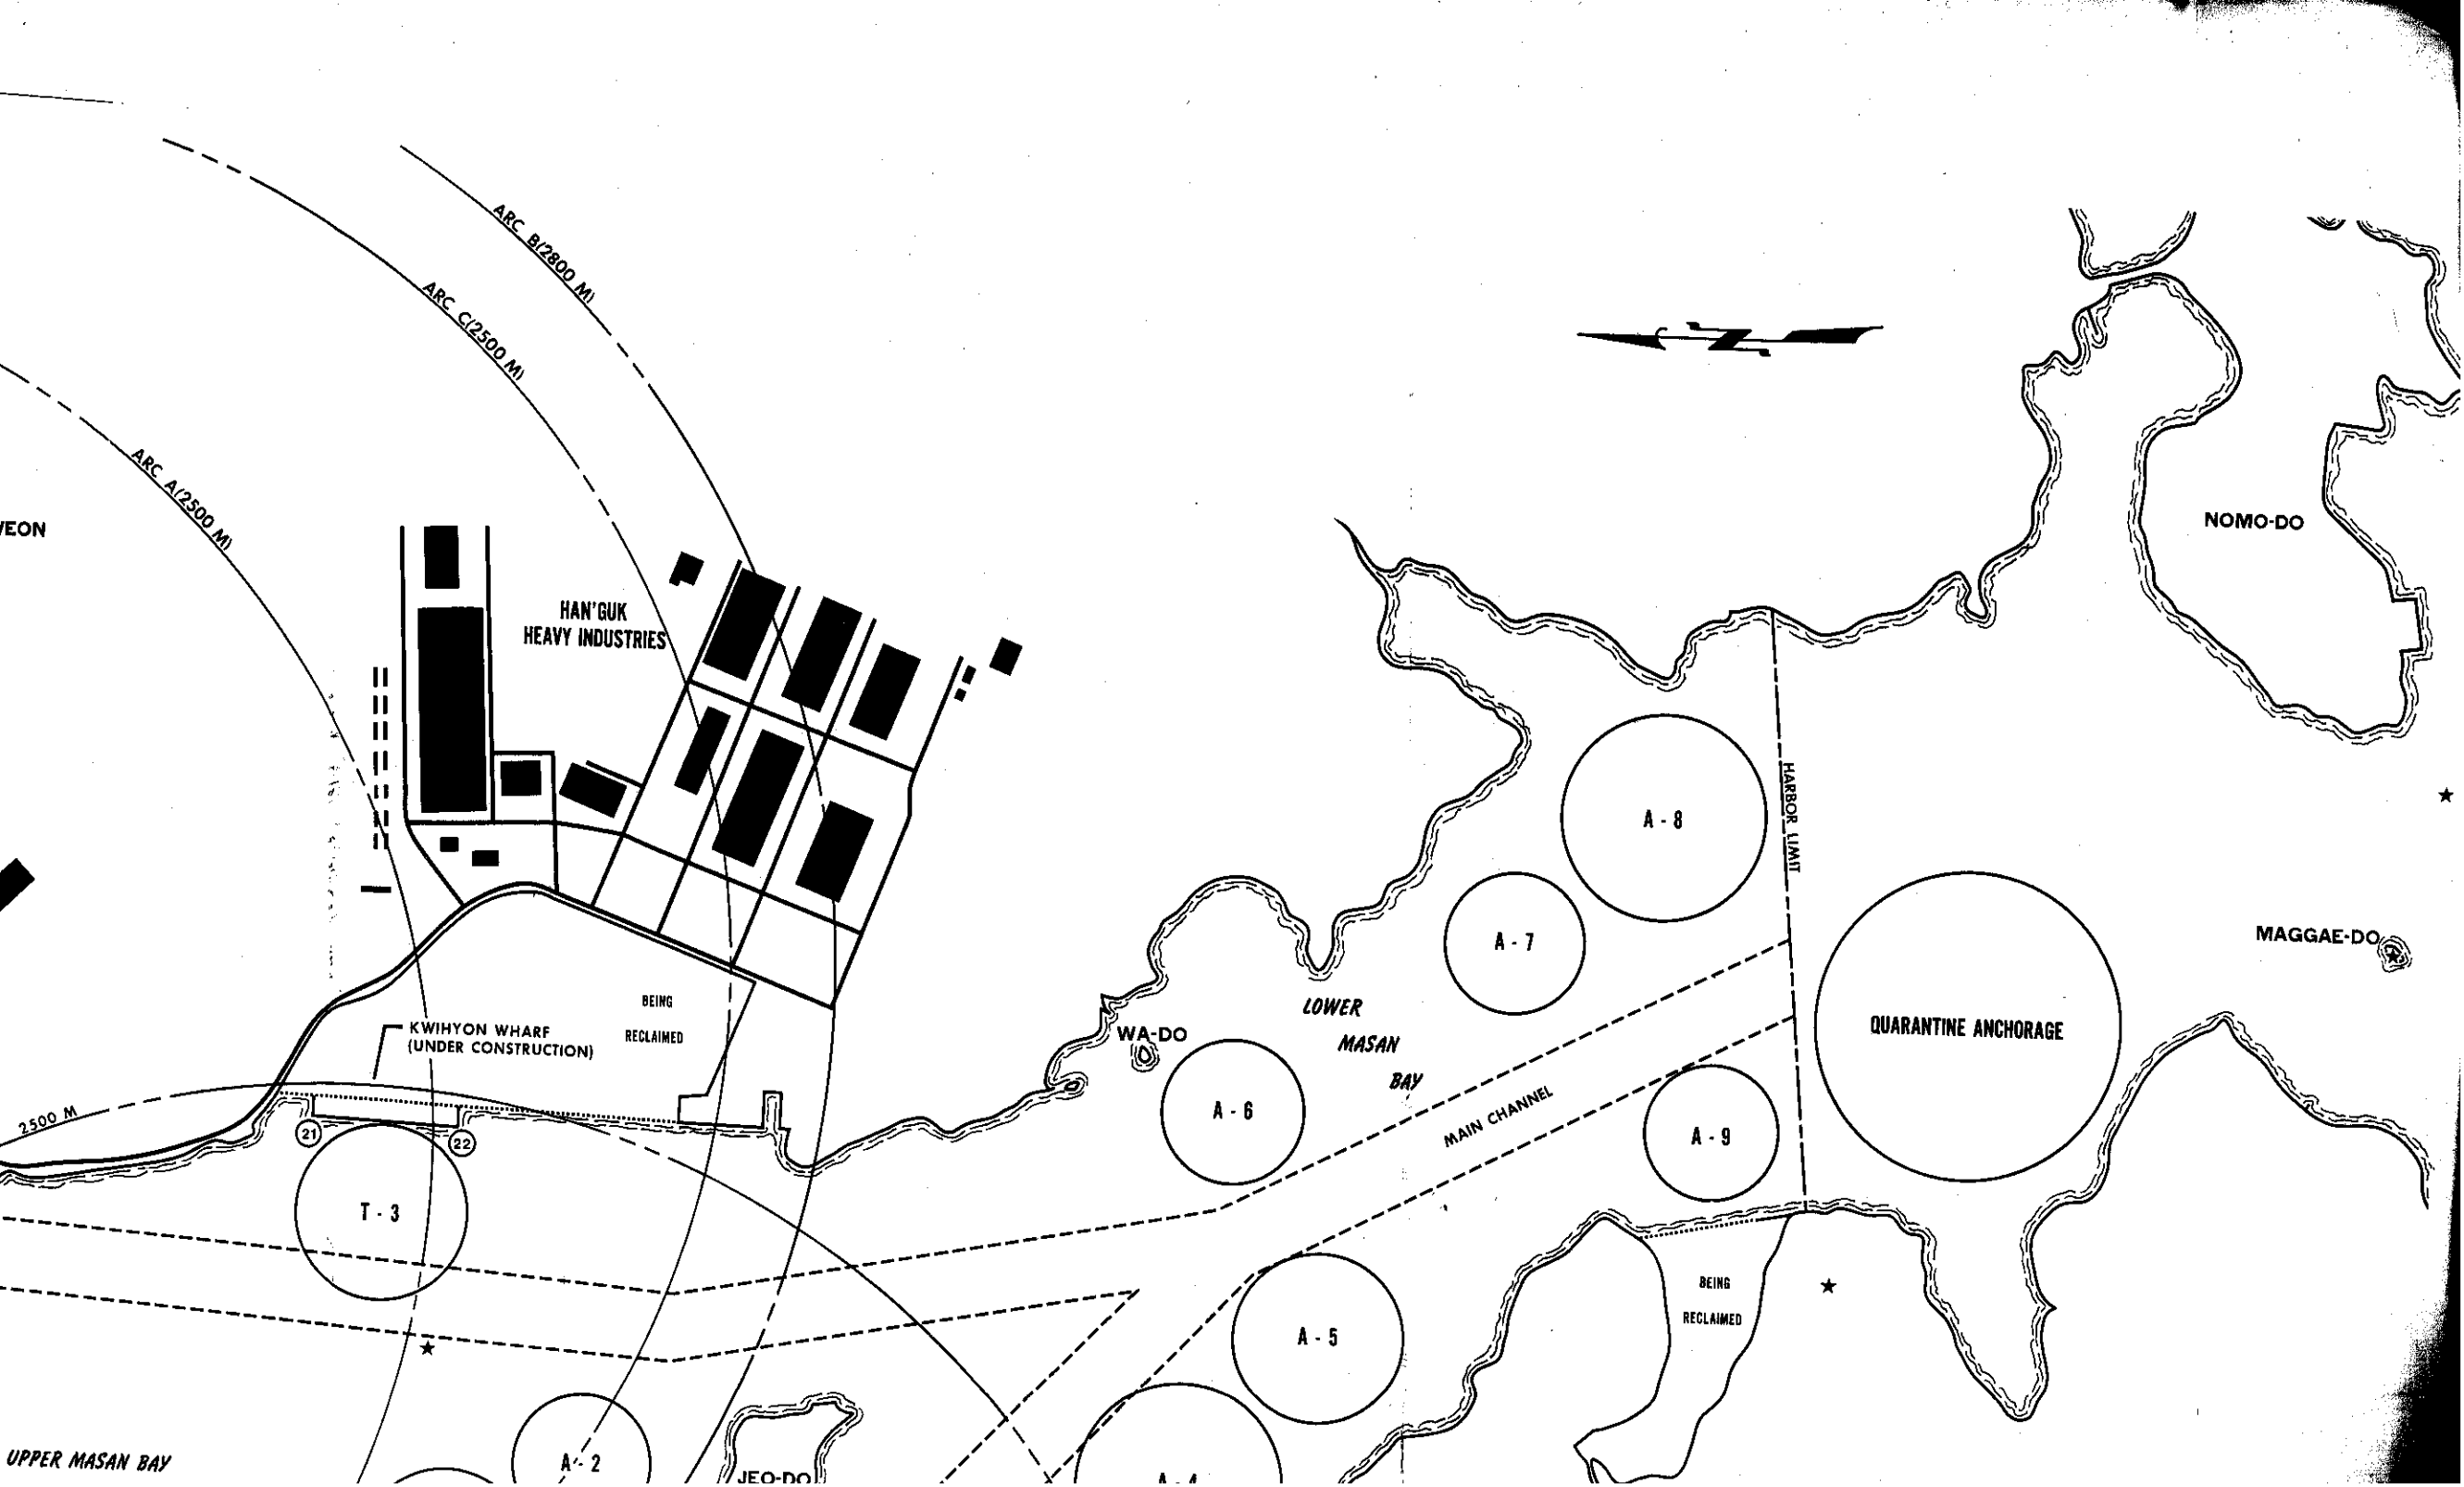 ARC B(2800 M)
ARC C(2500 M)
ARC A(2500 M)
N
NOMO-DO
HAN'GUK
HEAVY INDUSTRIES
HARBOR LIMIT
A - 8
A - 7
MAGGAE-DO
QUARANTINE ANCHORAGE
BEING
RECLAIMED
KWIHYON WHARF
(UNDER CONSTRUCTION)
LOWER
MASAN
BAY
WA-DO
A - 6
MAIN CHANNEL
A - 9
2500 M
21
22
T - 3
BEING
RECLAIMED
A - 5
A - 2
UPPER MASAN BAY
JEO-DO